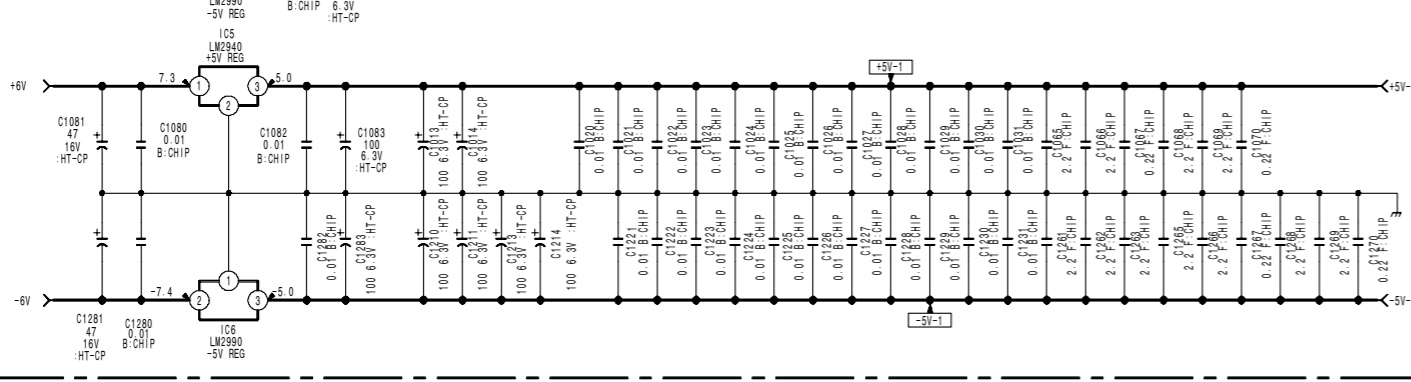 LM2990
-5V REG
B:CHIP
6.3V
:HT-CP
IC5
LM2940
+5V REG
+6V
7.3
1
3
5.0
2
+5V-1
+5V-
C1081
47
16V
:HT-CP
C1080
0.01
B:CHIP
C1082
0.01
B:CHIP
C1083
100
6.3V
:HT-CP
C1013
100 6.3V :HT-CP
C1014
100 6.3V :HT-CP
C1020
0.01 B:CHIP
C1021
0.01 B:CHIP
C1022
0.01 B:CHIP
C1023
0.01 B:CHIP
C1024
0.01 B:CHIP
C1025
0.01 B:CHIP
C1026
0.01 B:CHIP
C1027
0.01 B:CHIP
C1028
0.01 B:CHIP
C1029
0.01 B:CHIP
C1030
0.01 B:CHIP
C1031
0.01 B:CHIP
C1065
2.2 F:CHIP
C1066
2.2 F:CHIP
C1067
0.22 F:CHIP
C1068
2.2 F:CHIP
C1069
2.2 F:CHIP
C1070
0.22 F:CHIP
C1282
0.01 B:CHIP
C1283
100 6.3V :HT-CP
C1210
100 6.3V :HT-CP
C1211
100 6.3V :HT-CP
C1213
100 6.3V :HT-CP
C1214
100 6.3V :HT-CP
C1221
0.01 B:CHIP
C1222
0.01 B:CHIP
C1223
0.01 B:CHIP
C1224
0.01 B:CHIP
C1225
0.01 B:CHIP
C1226
0.01 B:CHIP
C1227
0.01 B:CHIP
C1228
0.01 B:CHIP
C1229
0.01 B:CHIP
C1230
0.01 B:CHIP
C1231
0.01 B:CHIP
C1261
2.2 F:CHIP
C1262
2.2 F:CHIP
C1263
2.2 F:CHIP
C1265
2.2 F:CHIP
C1266
2.2 F:CHIP
C1267
0.22 F:CHIP
C1268
2.2 F:CHIP
C1269
2.2 F:CHIP
C1270
0.22 F:CHIP
-6V
-7.4
1
2
3
-5.0
-5V-1
-5V-
C1281
47
16V
:HT-CP
C1280
0.01
B:CHIP
IC6
LM2990
-5V REG